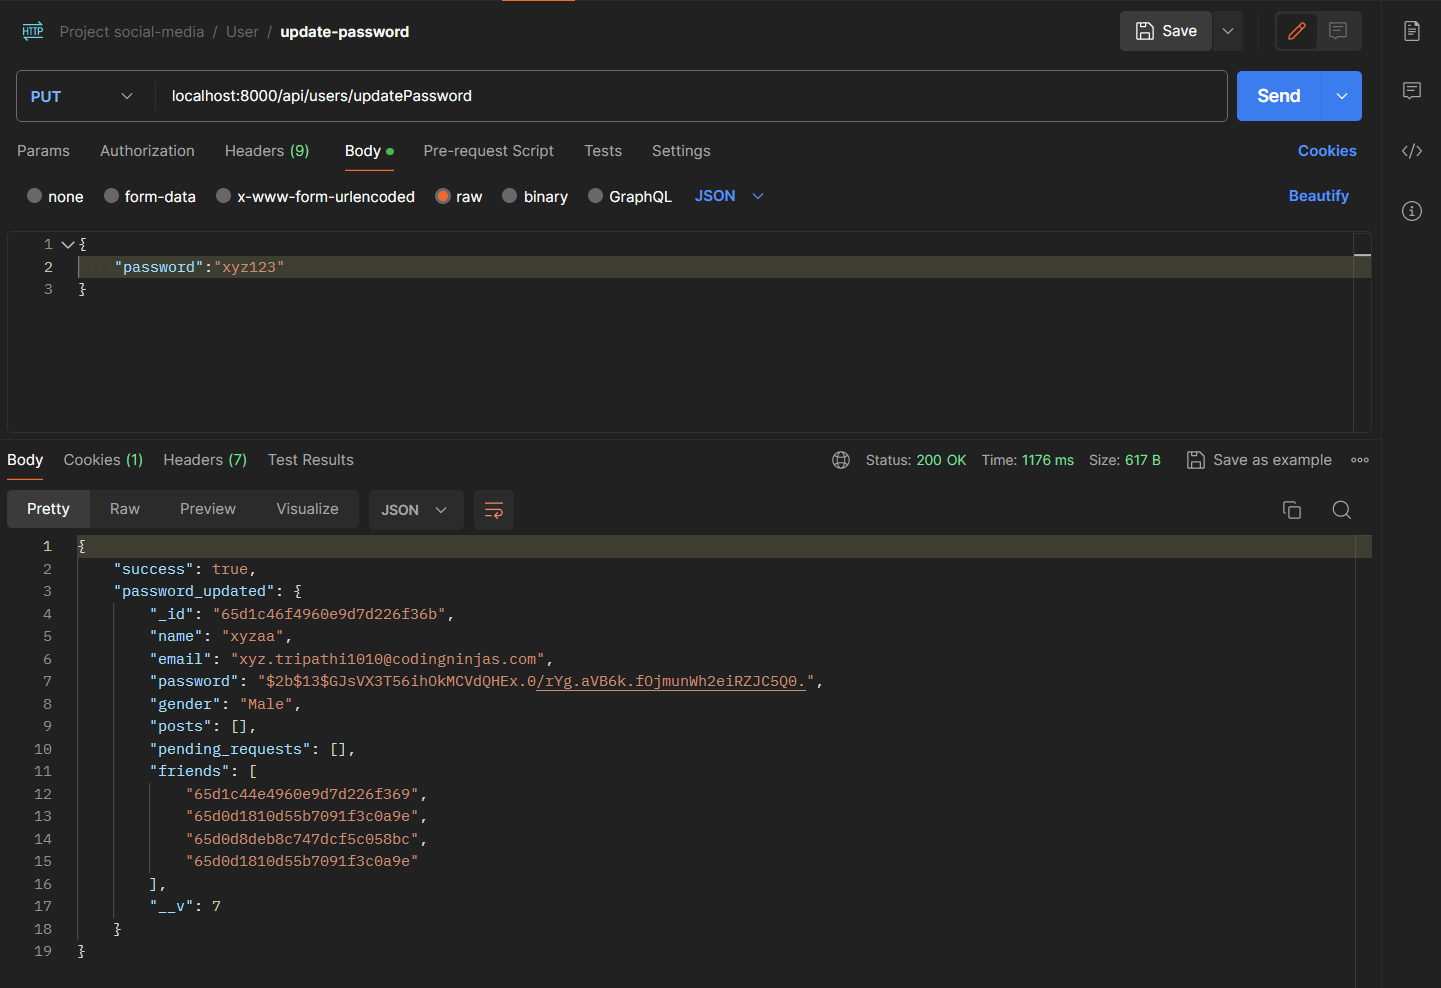 HTTP Project social-media / User / update-password Save
PUT localhost:8000/api/users/updatePassword Send
Params Authorization Headers (9) Body Pre-request Script Tests Settings Cookies
none form-data x-www-form-urlencoded raw binary GraphQL JSON Beautify
1 {
2 "password":"xyz123"
3 }
Body Cookies (1) Headers (7) Test Results Status: 200 OK Time: 1176 ms Size: 617 B Save as example
Pretty Raw Preview Visualize JSON
1 {
2 "success": true,
3 "password_updated": {
4 "_id": "65d1c46f4960e9d7d226f36b",
5 "name": "xyzaa",
6 "email": "xyz.tripathi1010@codingninjas.com",
7 "password": "$2b$13$GJsVX3T56ihOkMCVdQHEx.0/rYg.aVB6k.fOjmunWh2eiRZJC5Q0.",
8 "gender": "Male",
9 "posts": [],
10 "pending_requests": [],
11 "friends": [
12 "65d1c44e4960e9d7d226f369",
13 "65d0d1810d55b7091f3c0a9e",
14 "65d0d8deb8c747dcf5c058bc",
15 "65d0d1810d55b7091f3c0a9e"
16 ],
17 "__v": 7
18 }
19 }